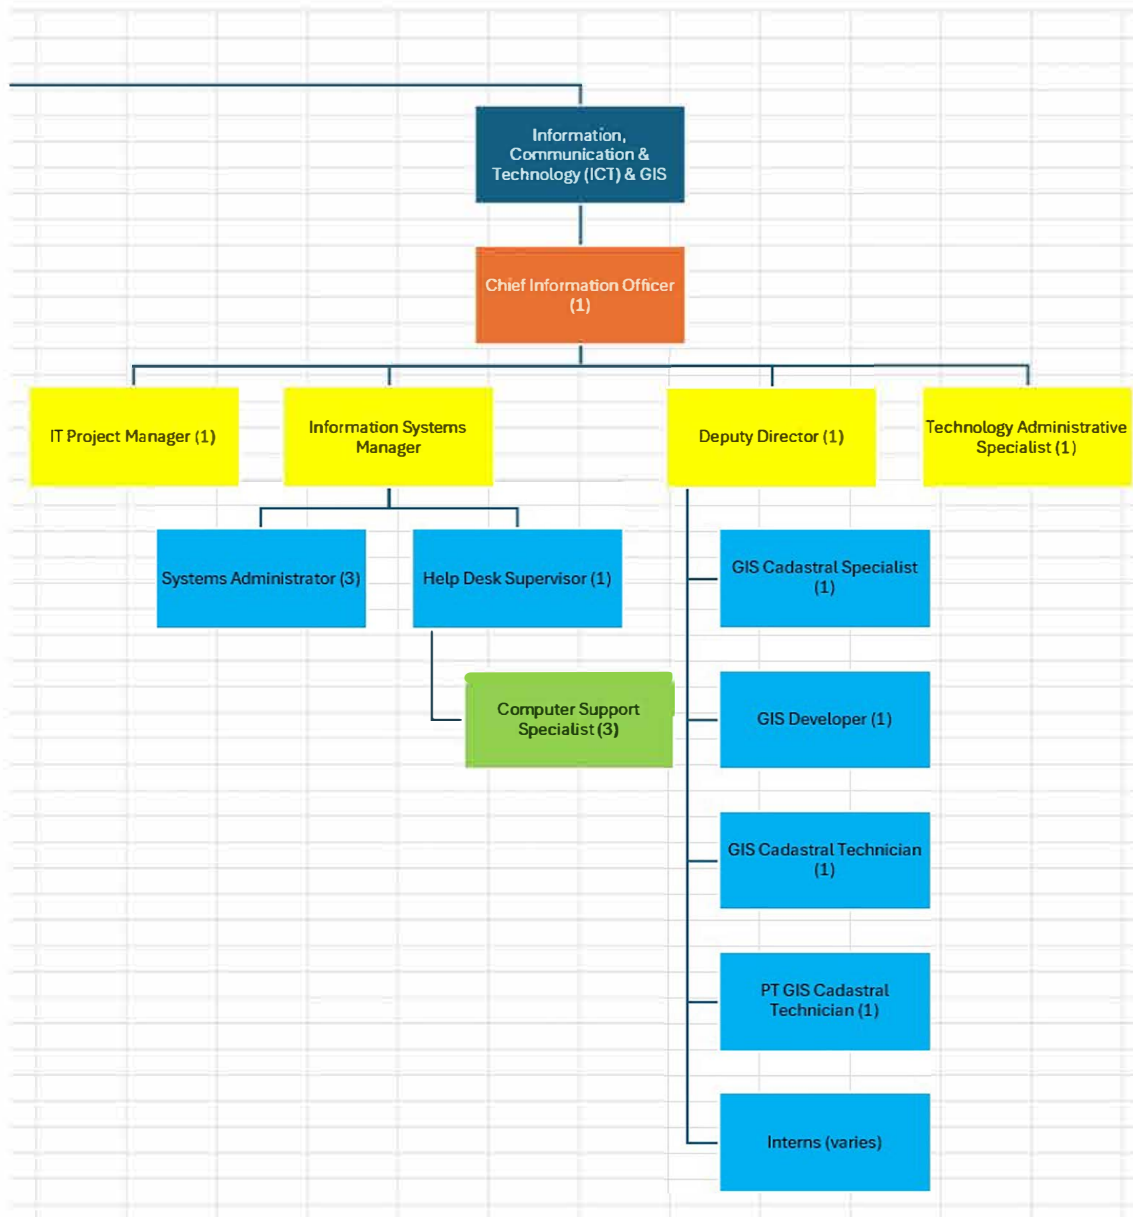 Information,
Communication &
Technology (ICT) & GIS
Chief Information Officer
(1)
IT Project Manager (1)
Information Systems
Manager
Deputy Director (1)
Technology Administrative
Specialist (1)
Systems Administrator (3)
Help Desk Supervisor (1)
GIS Cadastral Specialist
(1)
Computer Support
Specialist (3)
GIS Developer (1)
GIS Cadastral Technician
(1)
PT GIS Cadastral
Technician (1)
Interns (varies)